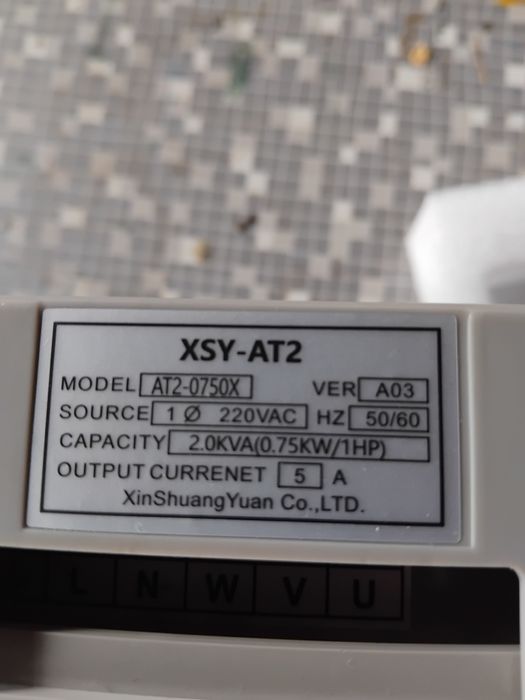 XSY-AT2
MODEL AT2-0750X VER A03
SOURCE 1 Ø 220VAC HZ 50/60
CAPACITY 2.0KVA(0.75KW/1HP)
OUTPUT CURRENET 5 A
XinShuangYuan Co.,LTD.
L N W V U